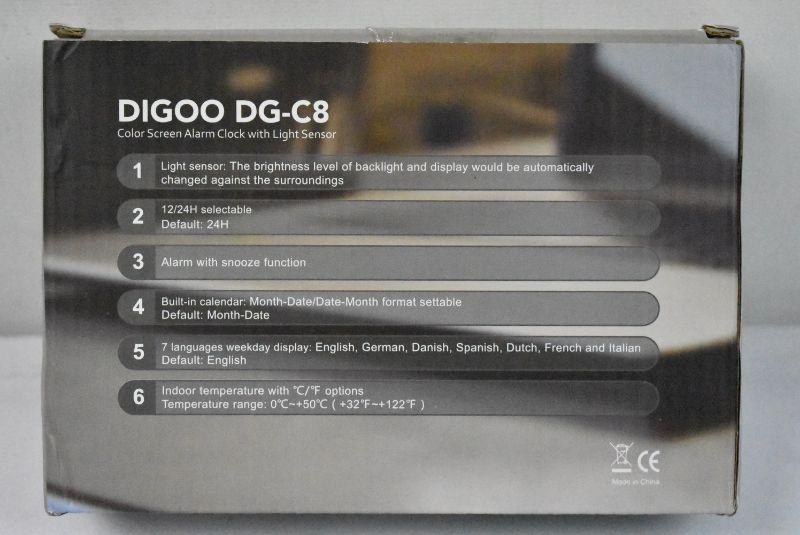 DIGOO DG-C8
Color Screen Alarm Clock with Light Sensor
1 Light sensor: The brightness level of backlight and display would be automatically
changed against the surroundings
2 12/24H selectable
Default: 24H
3 Alarm with snooze function
4 Built-in calendar: Month-Date/Date-Month format settable
Default: Month-Date
5 7 languages weekday display: English, German, Danish, Spanish, Dutch, French and Italian
Default: English
6 Indoor temperature with ℃/℉ options
Temperature range: 0℃~+50℃ ( +32℉~+122℉ )
CE
Made in China